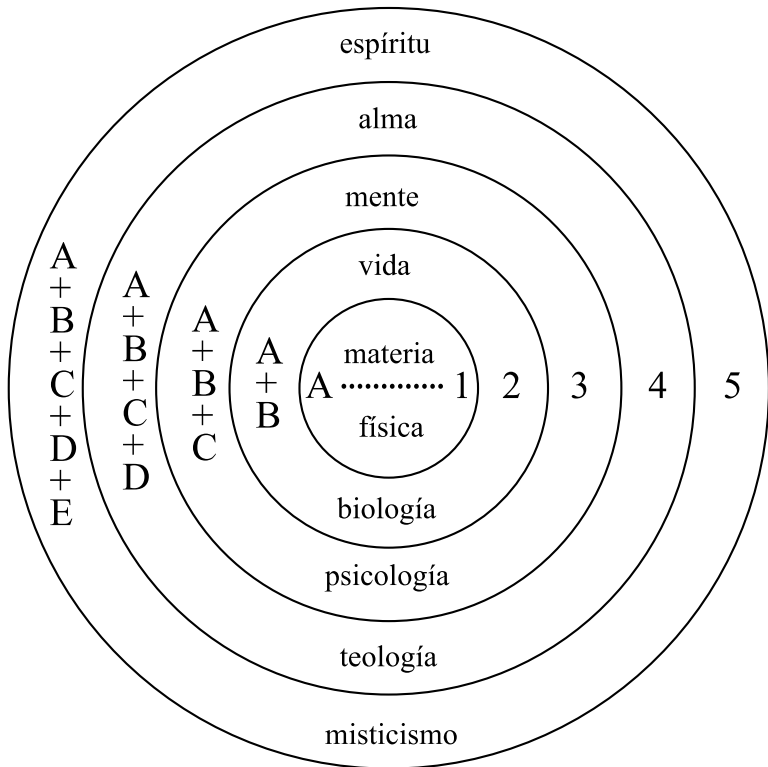 espíritu
alma
mente
vida
materia
A ............. 1 2 3 4 5
física
biología
psicología
teología
misticismo
A
+
B
A
+
B
+
C
A
+
B
+
C
+
D
A
+
B
+
C
+
D
+
E